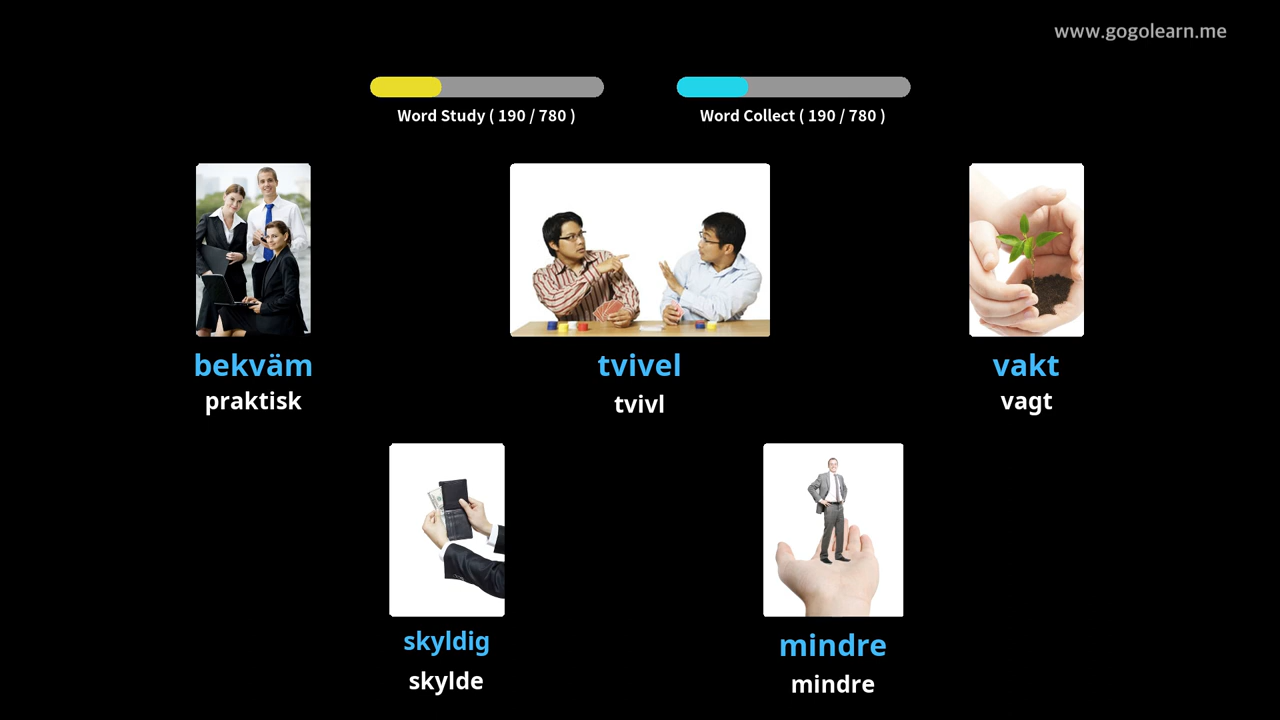 www.gogolearn.me
Word Study ( 190 / 780 )
Word Collect ( 190 / 780 )
bekväm
praktisk
tvivel
tvivl
vakt
vagt
skyldig
skylde
mindre
mindre